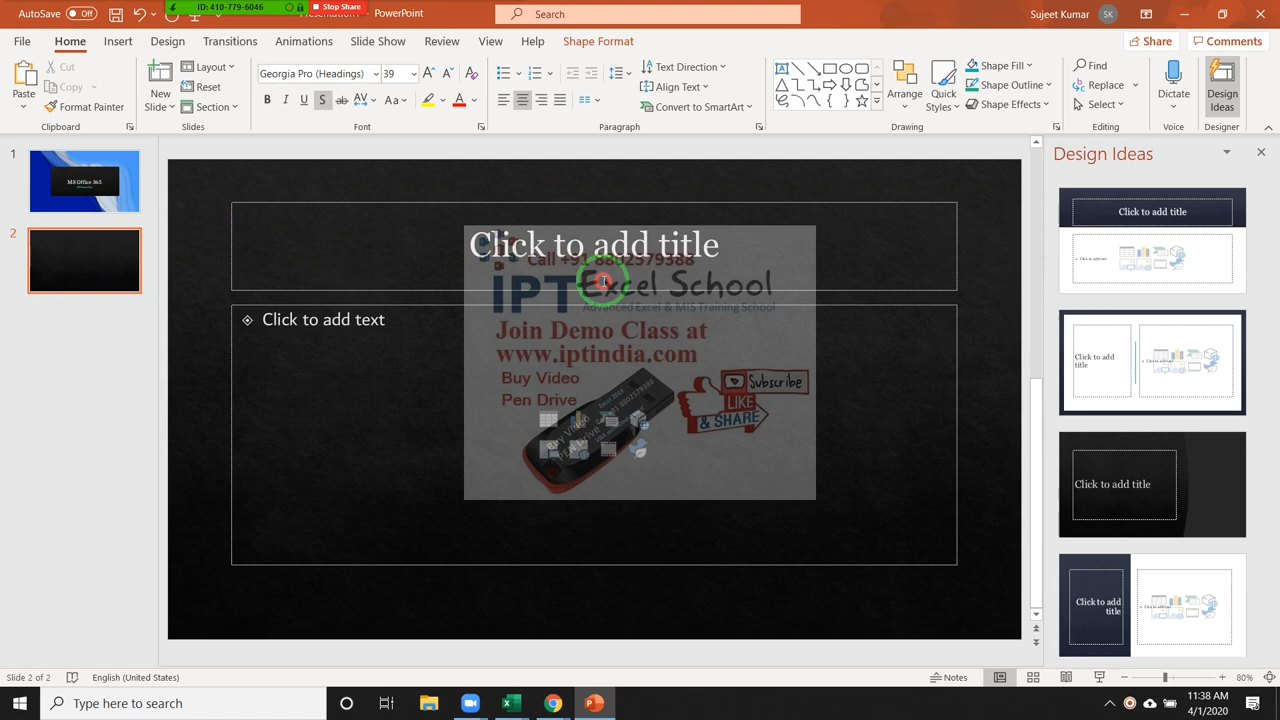 ID: 410-779-6046
Stop Share
AutoSave
Off
PowerPoint
Search
Sujeet Kumar
SK
File
Home
Insert
Design
Transitions
Animations
Slide Show
Review
View
Help
Shape Format
Share
Comments
Paste
Cut
Copy
Format Painter
Clipboard
New Slide
Layout
Reset
Section
Slides
Georgia Pro (Headings)
39
Font
Text Direction
Align Text
Convert to SmartArt
Paragraph
Arrange
Quick Styles
Shape Fill
Shape Outline
Shape Effects
Drawing
Find
Replace
Select
Editing
Dictate
Voice
Design Ideas
Designer
1
MS Office 365
2
Click to add title
Click to add text
Call +91 8802579388
IPT Excel School
Advanced Excel & MIS Training School
Join Demo Class at
www.iptindia.com
Buy Video
Pen Drive
Subscribe
LIKE
& SHARE
Design Ideas
Click to add title
Click to add title
Click to add title
Click to add title
Slide 2 of 2
English (United States)
Notes
80%
Type here to search
11:38 AM
4/1/2020